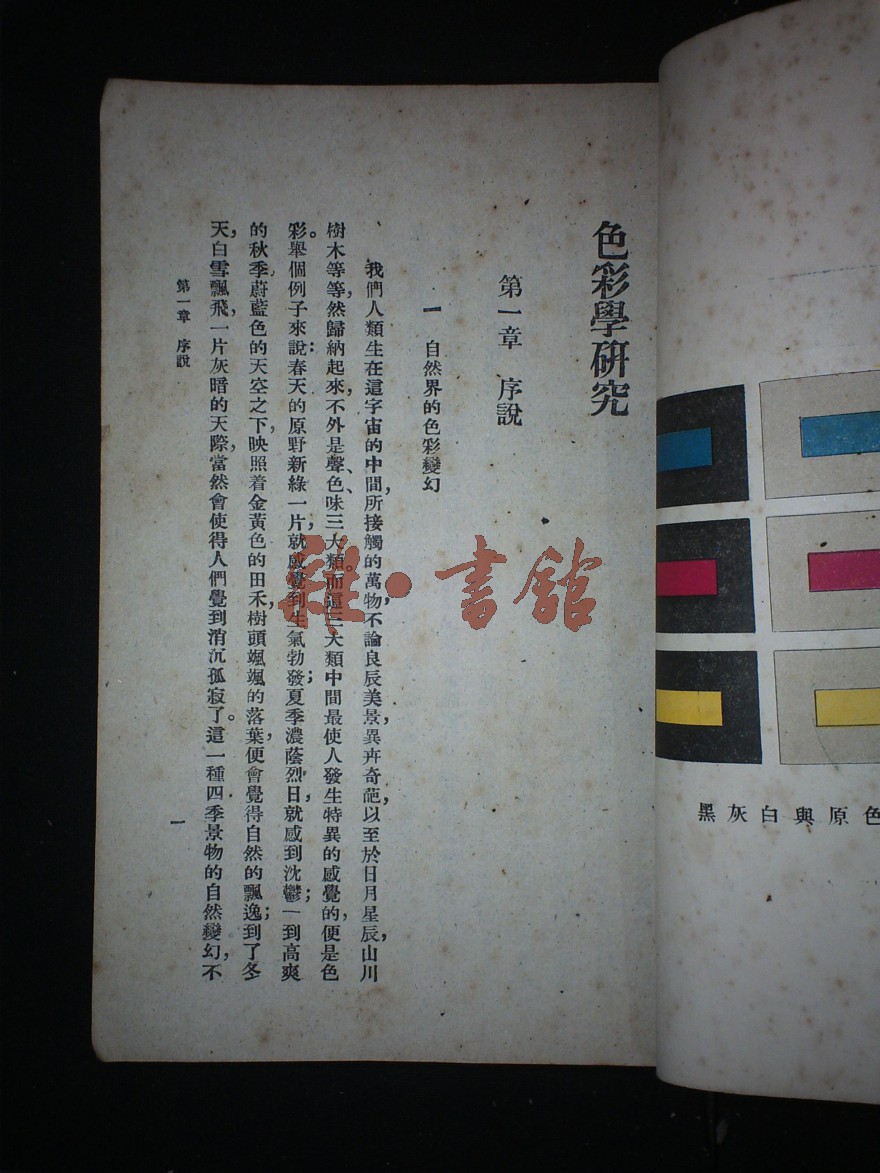 色彩學研究
第一章　序說
一　自然界的色彩變幻
我們人類生在這宇宙的中間，所接觸的萬物，不論良辰美景，異卉奇葩，以至於日月星辰，山川
樹木等等，然歸納起來，不外是聲、色、味三大類。而這三大類中間，最使人發生特異的感覺的，便是色
彩。舉個例子來說：春天的原野，新綠一片，就感覺到生氣勃發；夏季濃蔭烈日，就感到沈鬱；一到高爽
的秋季，蔚藍色的天空之下，映照着金黃色的田禾，樹頭颯颯的落葉，便會覺得自然的飄逸；到了冬
天，白雪飄飛，一片灰暗的天際，當然會使得人們覺到消沉孤寂了。這一種四季景物的自然變幻，不
第一章　序說
一
黑灰白與原色
雜·書館